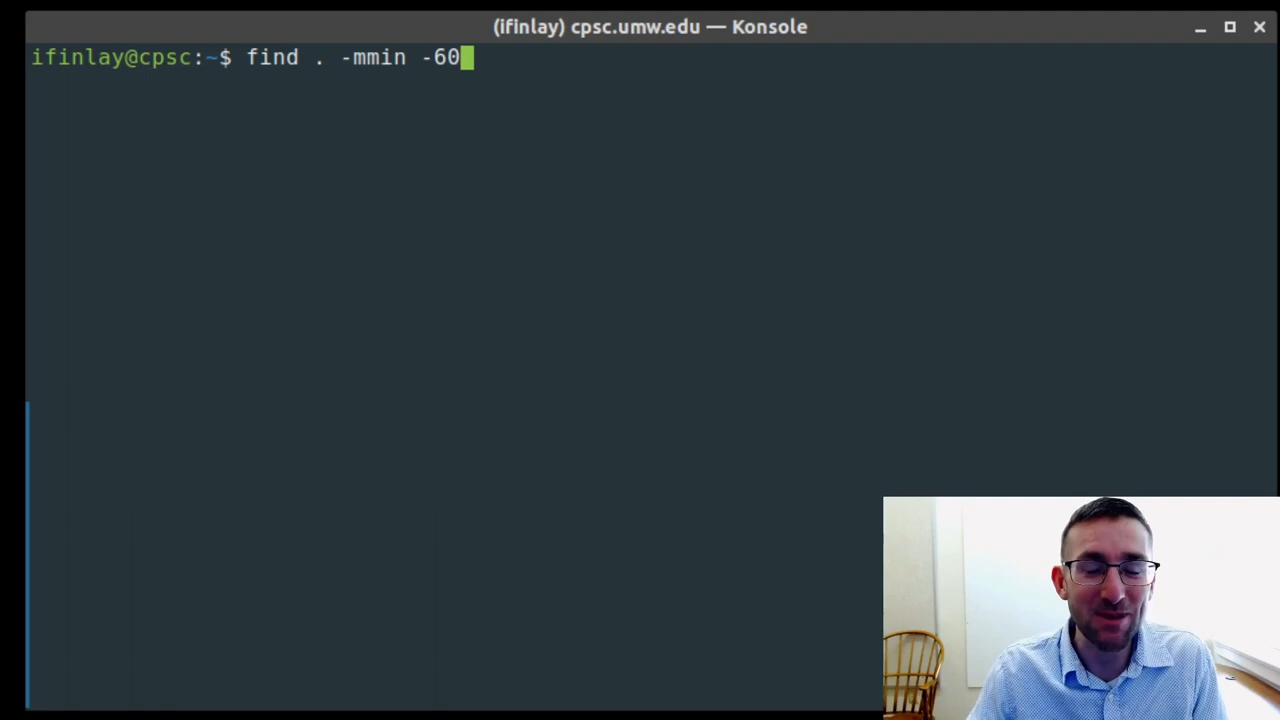 (ifinlay) cpsc.umw.edu — Konsole
ifinlay@cpsc:~$ find . -mmin -60